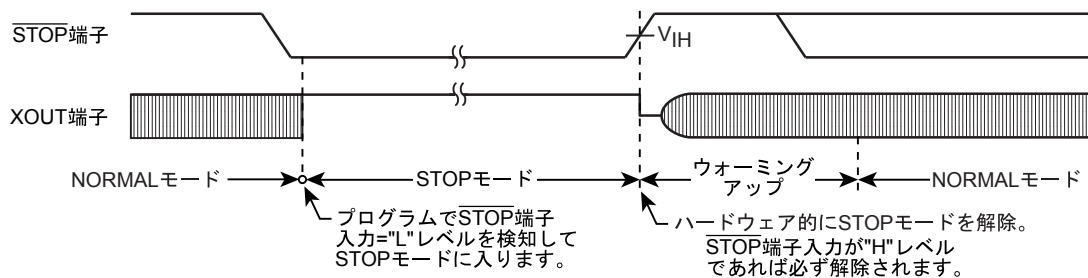 STOP端子
VIH
XOUT端子
NORMALモード
STOPモード
ウォーミング
アップ
NORMALモード
プログラムでSTOP端子
入力="L"レベルを検知して
STOPモードに入ります。
ハードウェア的にSTOPモードを解除。
STOP端子入力が"H"レベル
であれば必ず解除されます。